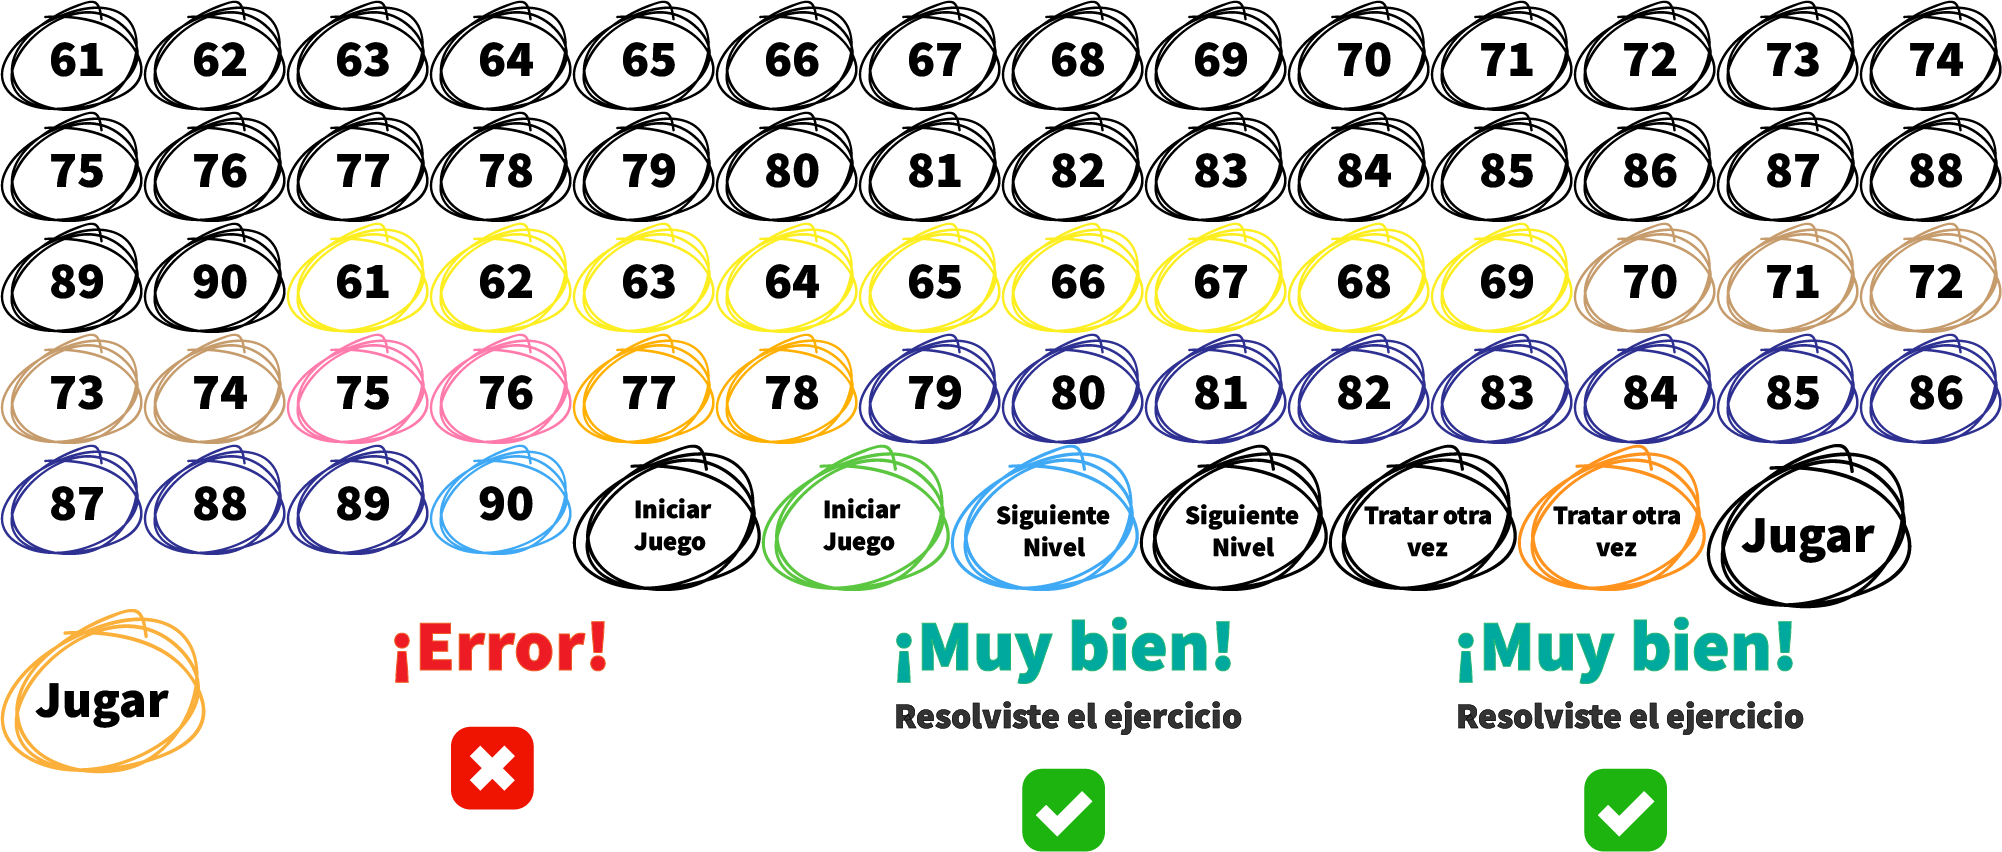 61 62 63 64 65 66 67 68 69 70 71 72 73 74
75 76 77 78 79 80 81 82 83 84 85 86 87 88
89 90 61 62 63 64 65 66 67 68 69 70 71 72
73 74 75 76 77 78 79 80 81 82 83 84 85 86
87 88 89 90
Iniciar
Juego
Iniciar
Juego
Siguiente
Nivel
Siguiente
Nivel
Tratar otra
vez
Tratar otra
vez
Jugar
Jugar
¡Error!
¡Muy bien!
Resolviste el ejercicio
¡Muy bien!
Resolviste el ejercicio